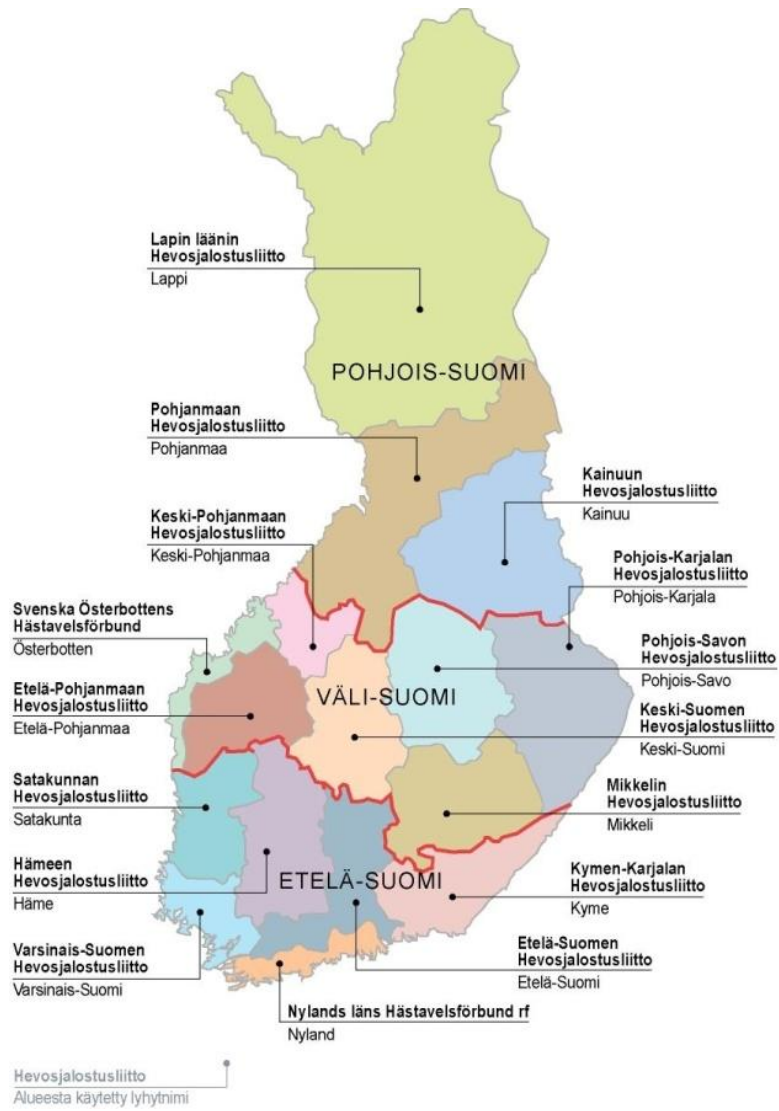 Lapin läänin
Hevosjalostusliitto
Lappi
POHJOIS-SUOMI
Pohjanmaan
Hevosjalostusliitto
Pohjanmaa
Kainuun
Hevosjalostusliitto
Kainuu
Keski-Pohjanmaan
Hevosjalostusliitto
Keski-Pohjanmaa
Pohjois-Karjalan
Hevosjalostusliitto
Pohjois-Karjala
Svenska Österbottens
Hästavelsförbund
Österbotten
Pohjois-Savon
Hevosjalostusliitto
Pohjois-Savo
Etelä-Pohjanmaan
Hevosjalostusliitto
Etelä-Pohjanmaa
VÄLI-SUOMI
Keski-Suomen
Hevosjalostusliitto
Keski-Suomi
Satakunnan
Hevosjalostusliitto
Satakunta
Mikkelin
Hevosjalostusliitto
Mikkeli
Hämeen
Hevosjalostusliitto
Häme
ETELÄ-SUOMI
Kymen-Karjalan
Hevosjalostusliitto
Kyme
Varsinais-Suomen
Hevosjalostusliitto
Varsinais-Suomi
Etelä-Suomen
Hevosjalostusliitto
Etelä-Suomi
Nylands läns Hästavelsförbund rf
Nyland
Hevosjalostusliitto
Alueesta käytetty lyhytnimi